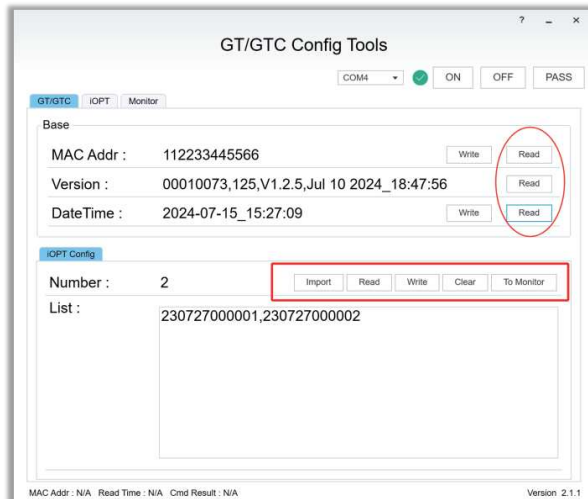 ? – ×
GT/GTC Config Tools
COM4 ON OFF PASS
GT/GTC iOPT Monitor
Base
MAC Addr : 112233445566 Write Read
Version : 00010073,125,V1.2.5,Jul 10 2024_18:47:56 Read
DateTime : 2024-07-15_15:27:09 Write Read
iOPT Config
Number : 2 Import Read Write Clear To Monitor
List : 230727000001,230727000002
MAC Addr : N/A Read Time : N/A Cmd Result : N/A Version 2.1.1